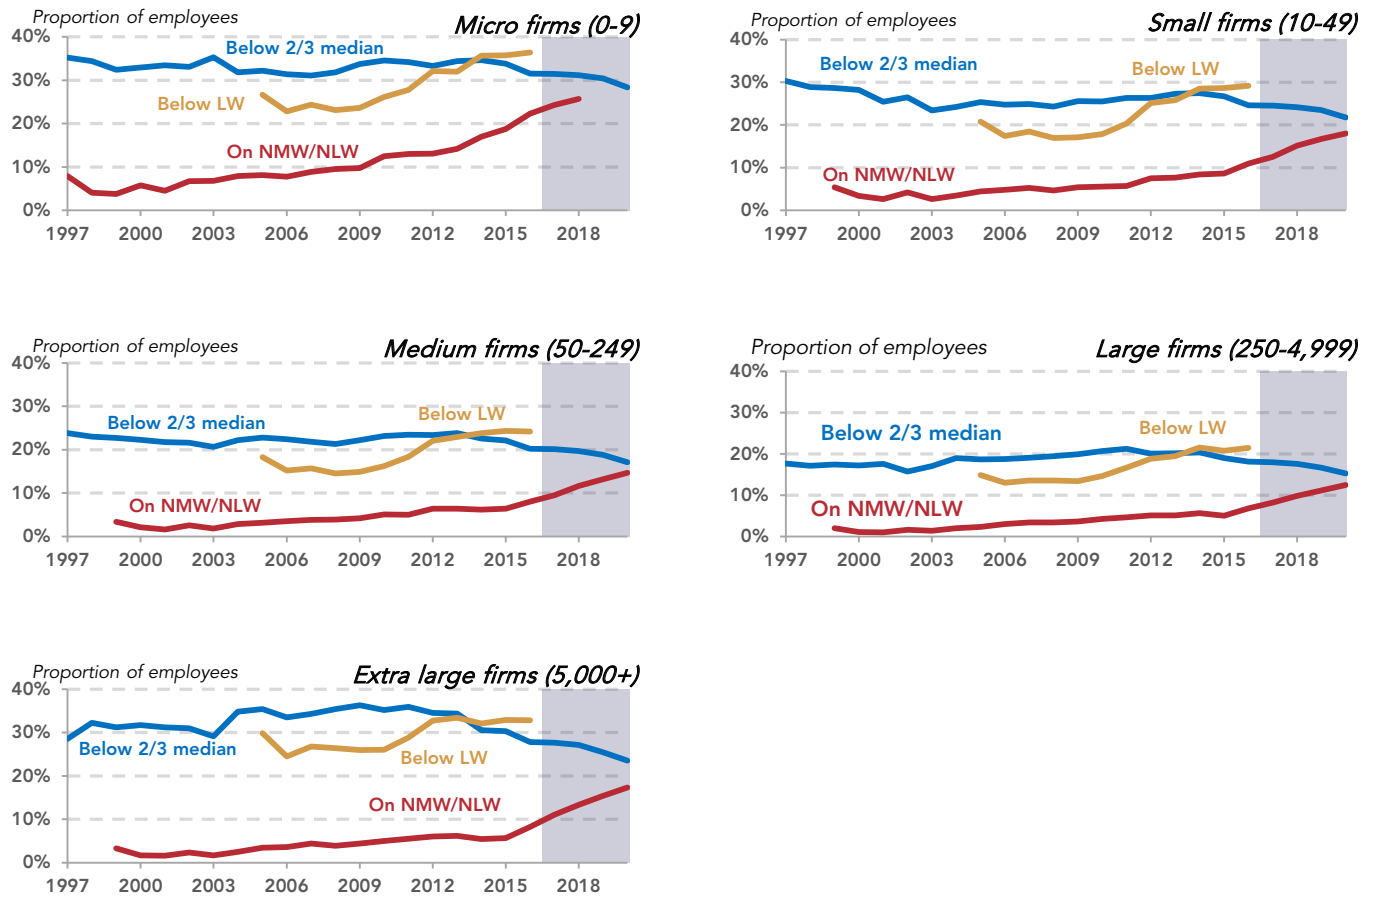 Proportion of employees
Micro firms (0-9)
40%
Below 2/3 median
30%
Below LW
20%
On NMW/NLW
10%
0%
1997 2000 2003 2006 2009 2012 2015 2018
Proportion of employees
Small firms (10-49)
40%
Below 2/3 median
Below LW
30%
20%
On NMW/NLW
10%
0%
1997 2000 2003 2006 2009 2012 2015 2018
Proportion of employees
Medium firms (50-249)
40%
30%
Below LW
Below 2/3 median
20%
10%
On NMW/NLW
0%
1997 2000 2003 2006 2009 2012 2015 2018
Proportion of employees
Large firms (250-4,999)
40%
30%
Below LW
Below 2/3 median
20%
10%
On NMW/NLW
0%
1997 2000 2003 2006 2009 2012 2015 2018
Proportion of employees
Extra large firms (5,000+)
40%
30%
Below 2/3 median
Below LW
20%
On NMW/NLW
10%
0%
1997 2000 2003 2006 2009 2012 2015 2018